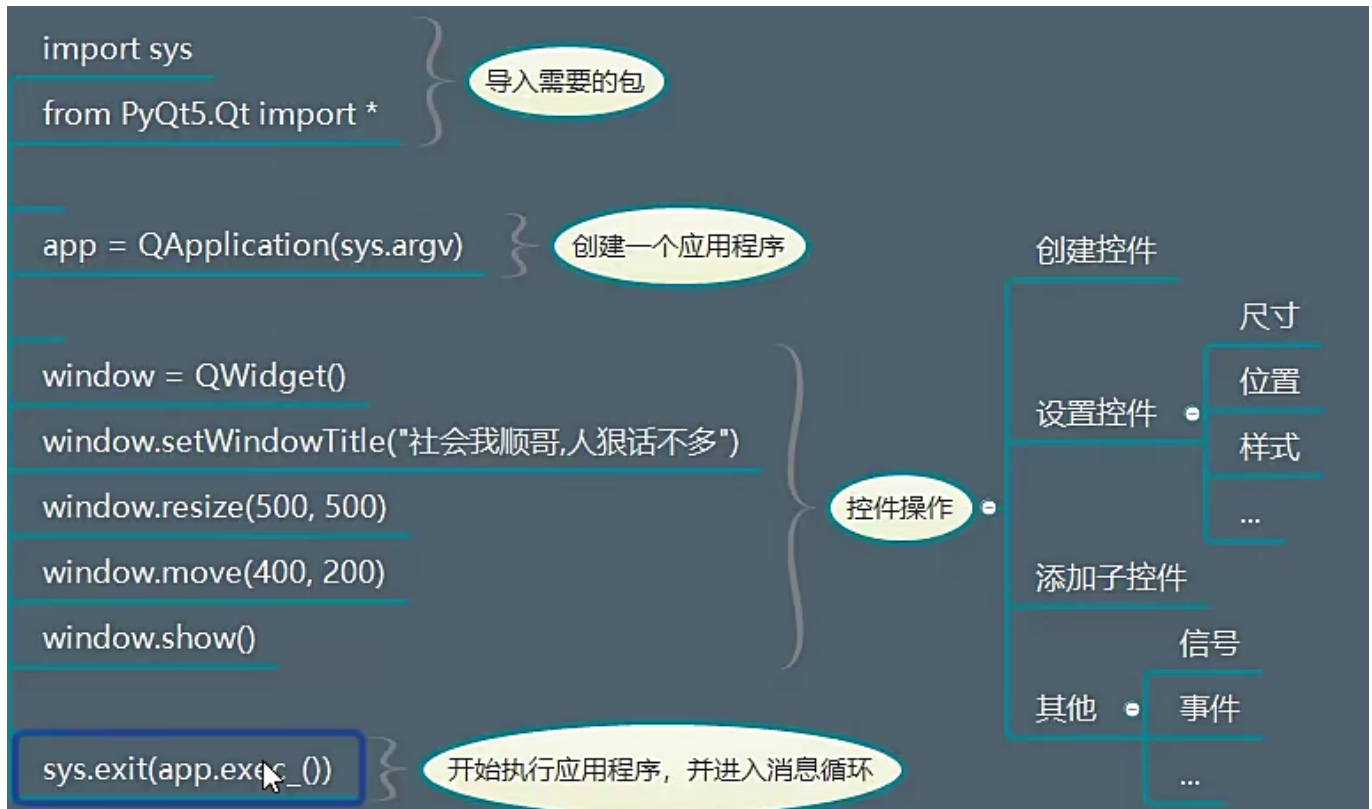 import sys
from PyQt5.Qt import *
导入需要的包
app = QApplication(sys.argv)
创建一个应用程序
window = QWidget()
window.setWindowTitle("社会我顺哥,人狠话不多")
window.resize(500, 500)
window.move(400, 200)
window.show()
控件操作
创建控件
设置控件
尺寸
位置
样式
...
添加子控件
其他
信号
事件
...
sys.exit(app.exec_())
开始执行应用程序，并进入消息循环